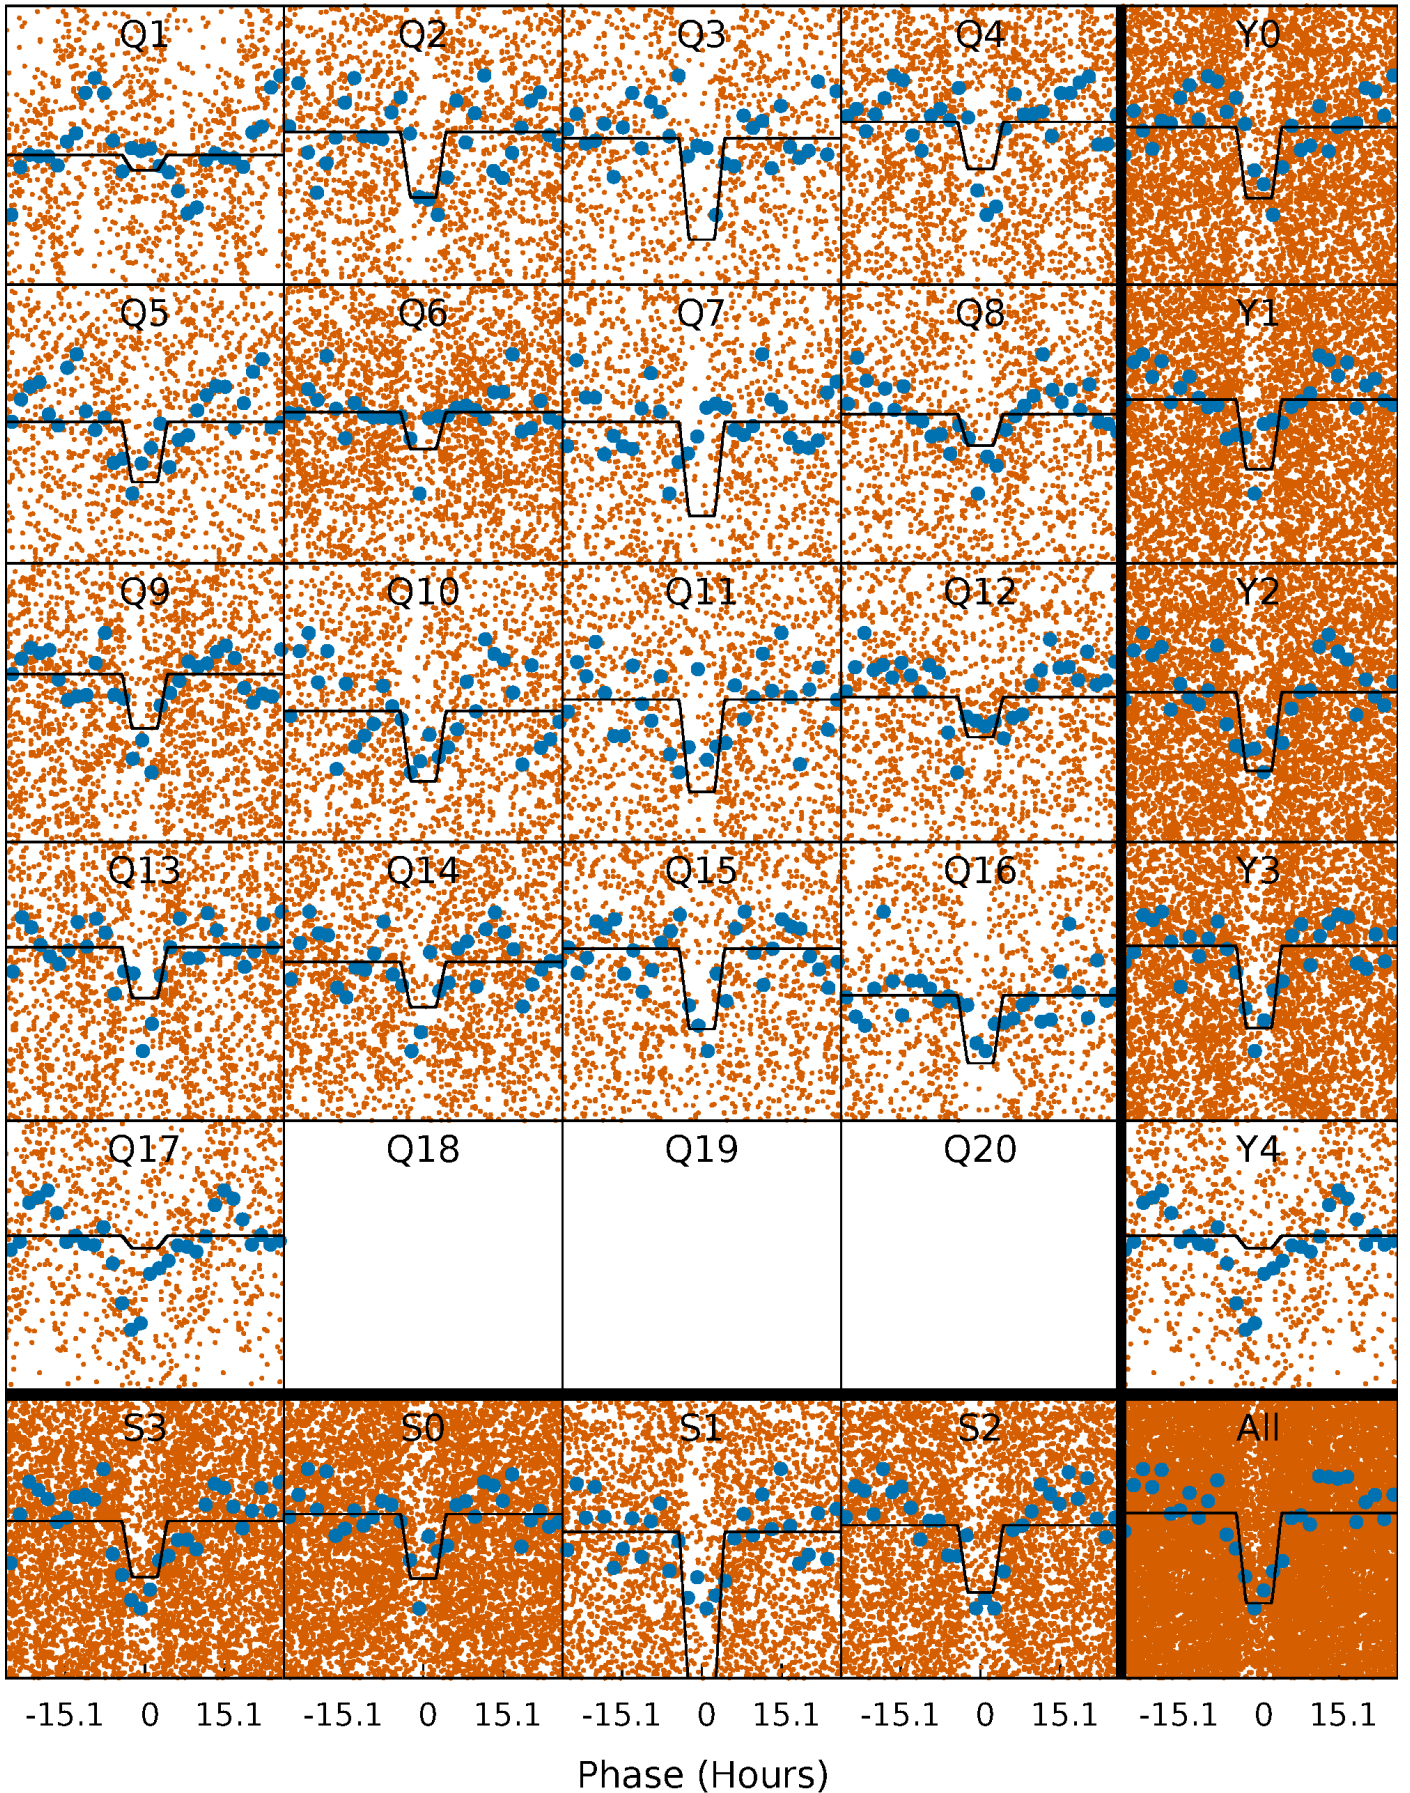 Q1 Q2 Q3 Q4 Y0
Q5 Q6 Q7 Q8 Y1
Q9 Q10 Q11 Q12 Y2
Q13 Q14 Q15 Q16 Y3
Q17 Q18 Q19 Q20 Y4
S3 S0 S1 S2 All
-15.1 0 15.1 -15.1 0 15.1 -15.1 0 15.1 -15.1 0 15.1 -15.1 0 15.1
Phase (Hours)